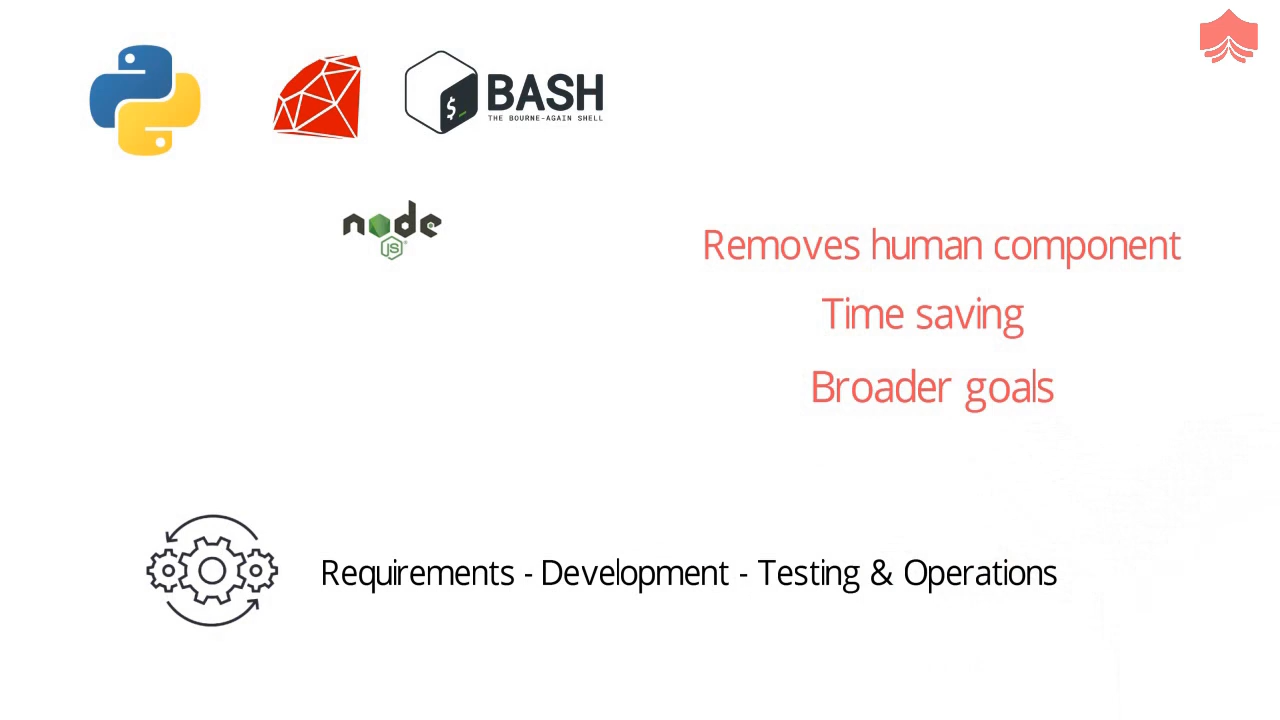 BASH
THE BOURNE-AGAIN SHELL
node
JS
Removes human component
Time saving
Broader goals
Requirements - Development - Testing & Operations